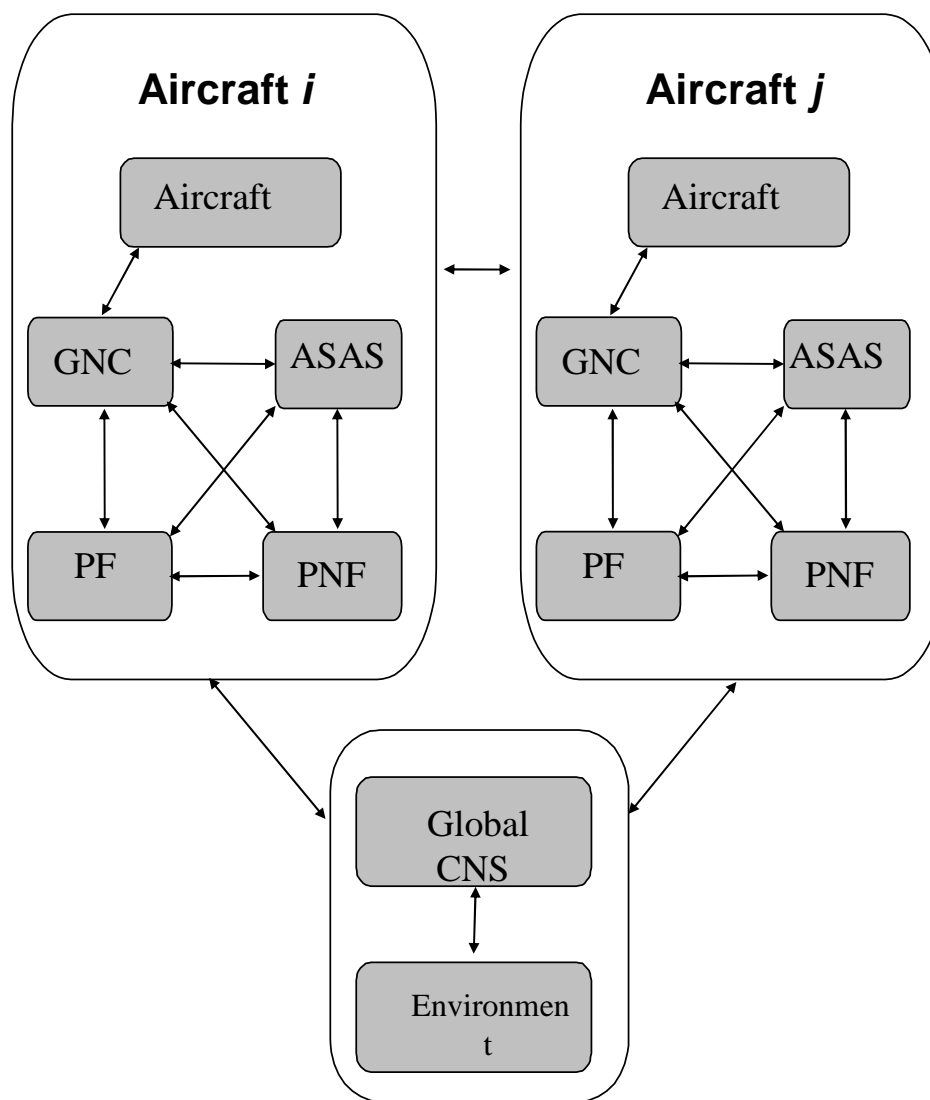 Aircraft i
Aircraft
GNC
ASAS
PF
PNF
Aircraft j
Aircraft
GNC
ASAS
PF
PNF
Global
CNS
Environmen
t